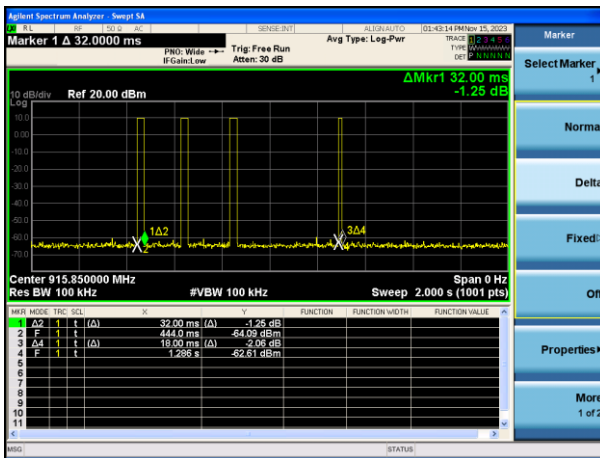 Agilent Spectrum Analyzer - Swept SA
RL RF 50 Ω AC SENSE:INT ALIGNAUTO 01:43:14 PM Nov 15, 2023
Marker 1 Δ 32.0000 ms
PNO: Wide Trig: Free Run
IFGain:Low Atten: 30 dB
Avg Type: Log-Pwr
TRACE 1 2 3 4 5 6
TYPE
DET P N N N N N
ΔMkr1 32.00 ms
-1.25 dB
10 dB/div Ref 20.00 dBm
Log
10.0
0.00
-10.0
-20.0
-30.0
-40.0
-50.0
-60.0
-70.0
1Δ2
2
3Δ4
Center 915.850000 MHz Span 0 Hz
Res BW 100 kHz #VBW 100 kHz Sweep 2.000 s (1001 pts)
MKR MODE TRC SCL X Y FUNCTION FUNCTION WIDTH FUNCTION VALUE
1 Δ2 1 t (Δ) 32.00 ms (Δ) -1.25 dB
2 F 1 t 444.0 ms -64.09 dBm
3 Δ4 1 t (Δ) 18.00 ms (Δ) -2.06 dB
4 F 1 t 1.286 s -62.61 dBm
5
6
7
8
9
10
11
MSG STATUS
Marker
Select Marker
1
Norma
Delta
Fixed
Of
Properties
More
1 of 2